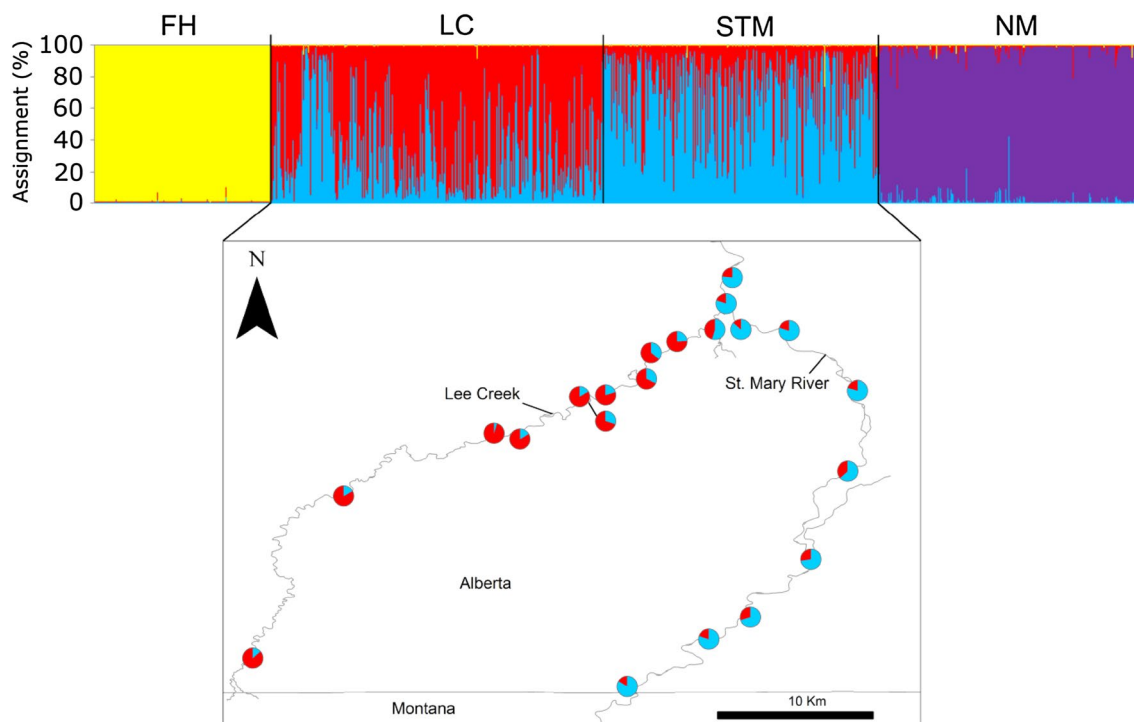 FH LC STM NM
Assignment (%)
100
80
60
40
20
0
N
St. Mary River
Lee Creek
Alberta
10 Km
Montana